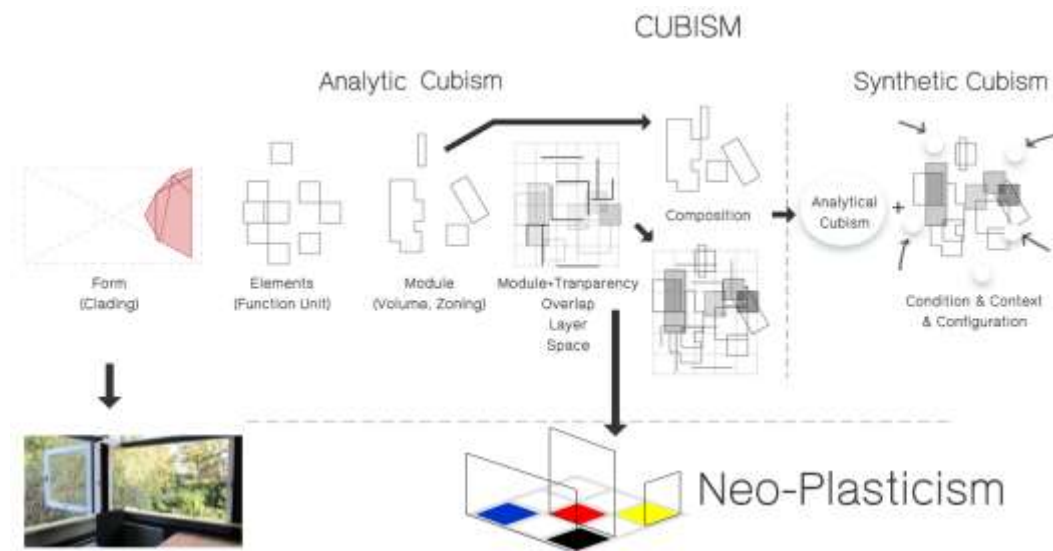 CUBISM
Analytic Cubism
Synthetic Cubism
Form
(Clading)
Elements
(Function Unit)
Module
(Volume, Zoning)
Module+Tranparency
Overlap
Layer
Space
Composition
Analytical
Cubism
+
Condition & Context
& Configuration
Neo-Plasticism